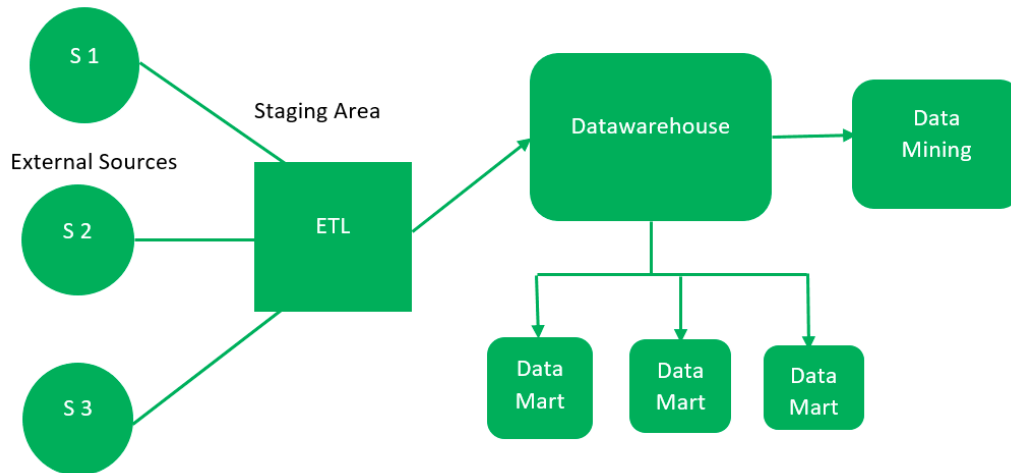 S 1
Staging Area
External Sources
S 2
ETL
S 3
Datawarehouse
Data
Mining
Data
Mart
Data
Mart
Data
Mart